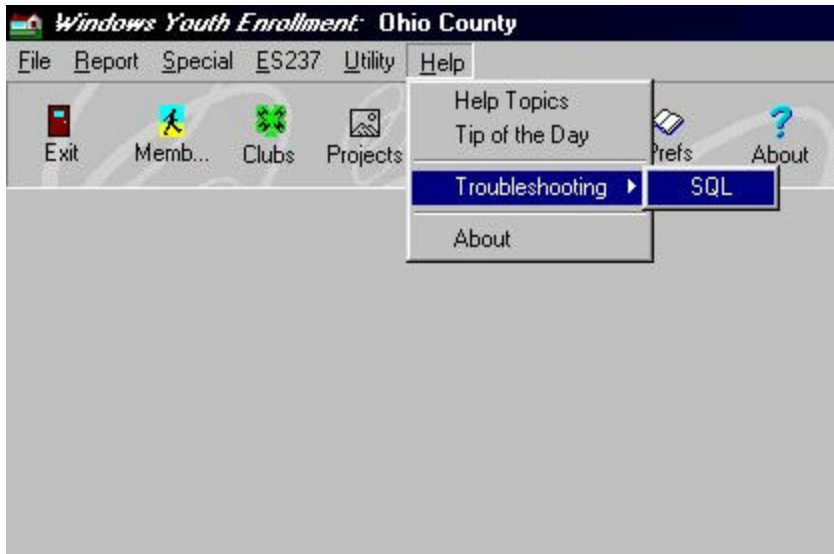 Windows Youth Enrollment: Ohio County
File Report Special ES237 Utility Help
Exit Memb... Clubs Projects Prefs About
Help Topics
Tip of the Day
Troubleshooting SQL
About